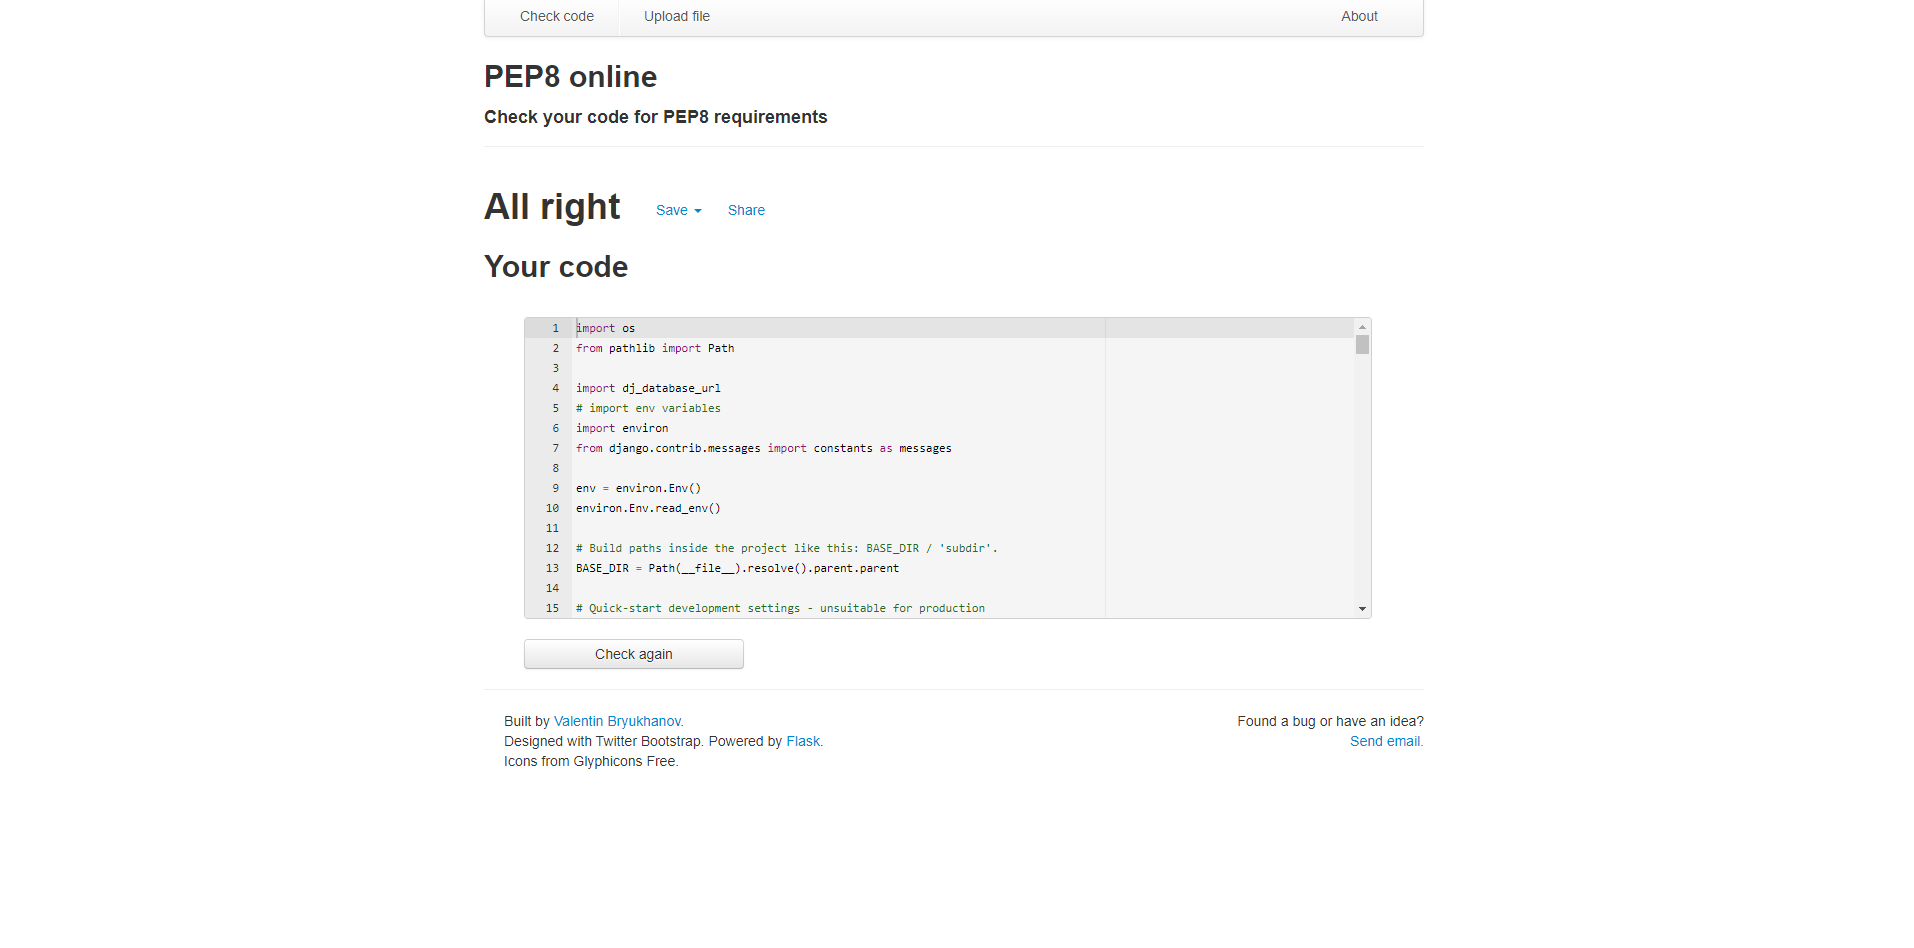 Check code Upload file About
PEP8 online
Check your code for PEP8 requirements
All right Save Share
Your code
1 import os
2 from pathlib import Path
3
4 import dj_database_url
5 # import env variables
6 import environ
7 from django.contrib.messages import constants as messages
8
9 env = environ.Env()
10 environ.Env.read_env()
11
12 # Build paths inside the project like this: BASE_DIR / 'subdir'.
13 BASE_DIR = Path(__file__).resolve().parent.parent
14
15 # Quick-start development settings - unsuitable for production
Check again
Built by Valentin Bryukhanov. Found a bug or have an idea?
Designed with Twitter Bootstrap. Powered by Flask. Send email.
Icons from Glyphicons Free.